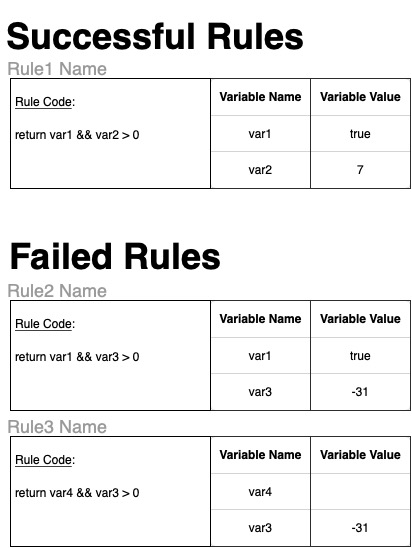 Successful Rules
Rule1 Name
Rule Code:
return var1 && var2 > 0
Variable Name Variable Value
var1 true
var2 7
Failed Rules
Rule2 Name
Rule Code:
return var1 && var3 > 0
Variable Name Variable Value
var1 true
var3 -31
Rule3 Name
Rule Code:
return var4 && var3 > 0
Variable Name Variable Value
var4
var3 -31